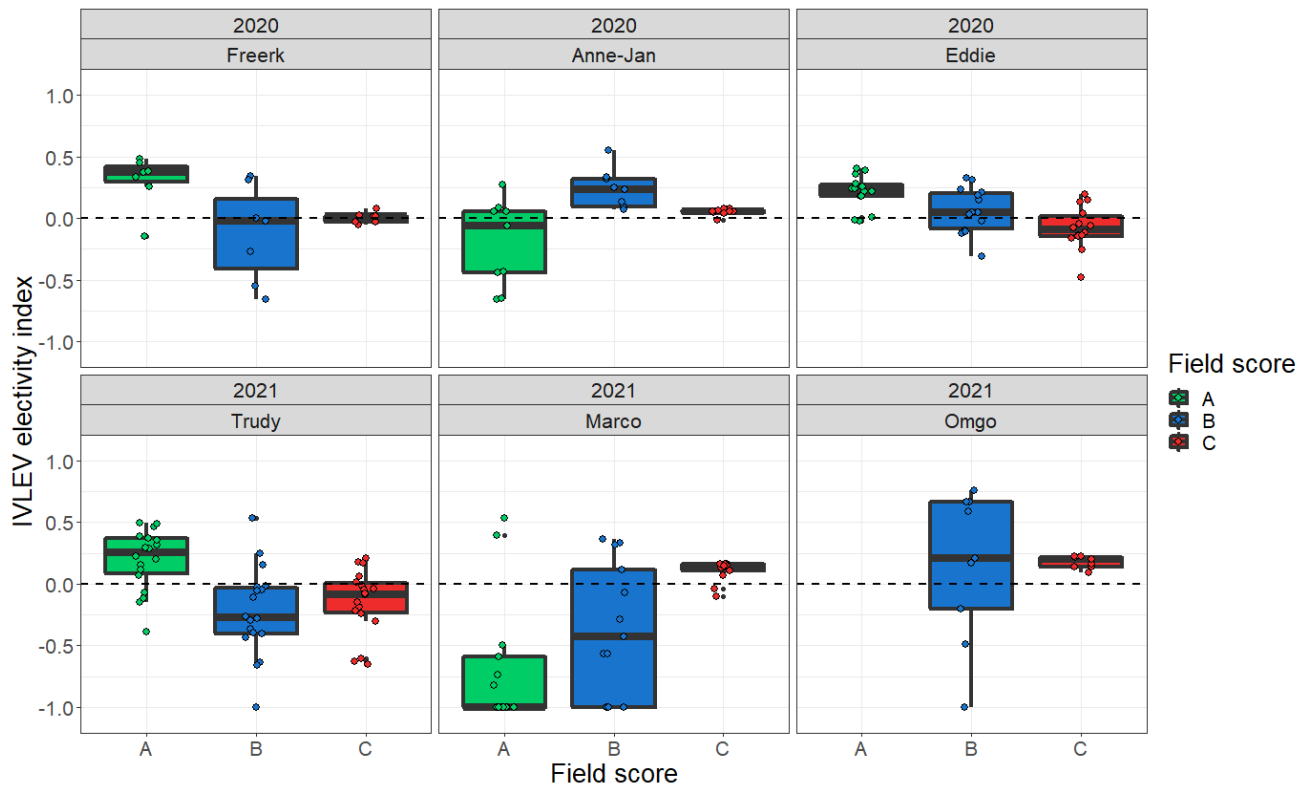 2020 2020 2020
Freerk Anne-Jan Eddie
1.0
0.5
0.0
-0.5
-1.0
2021 2021 2021
Trudy Marco Omgo
1.0
0.5
0.0
-0.5
-1.0
A B C A B C A B C
Field score
IVLEV electivity index
Field score
A
B
C